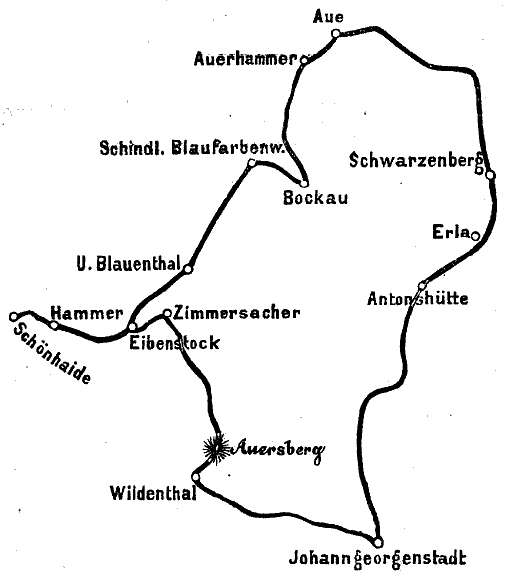 Aue
Auerhammer
Schindl. Blaufarbenw.
Schwarzenberg
Bockau
Erla
U. Blauenthal
Antonshütte
Hammer
Zimmersacher
Eibenstock
Schönhaide
Auersberg
Wildenthal
Johanngeorgenstadt